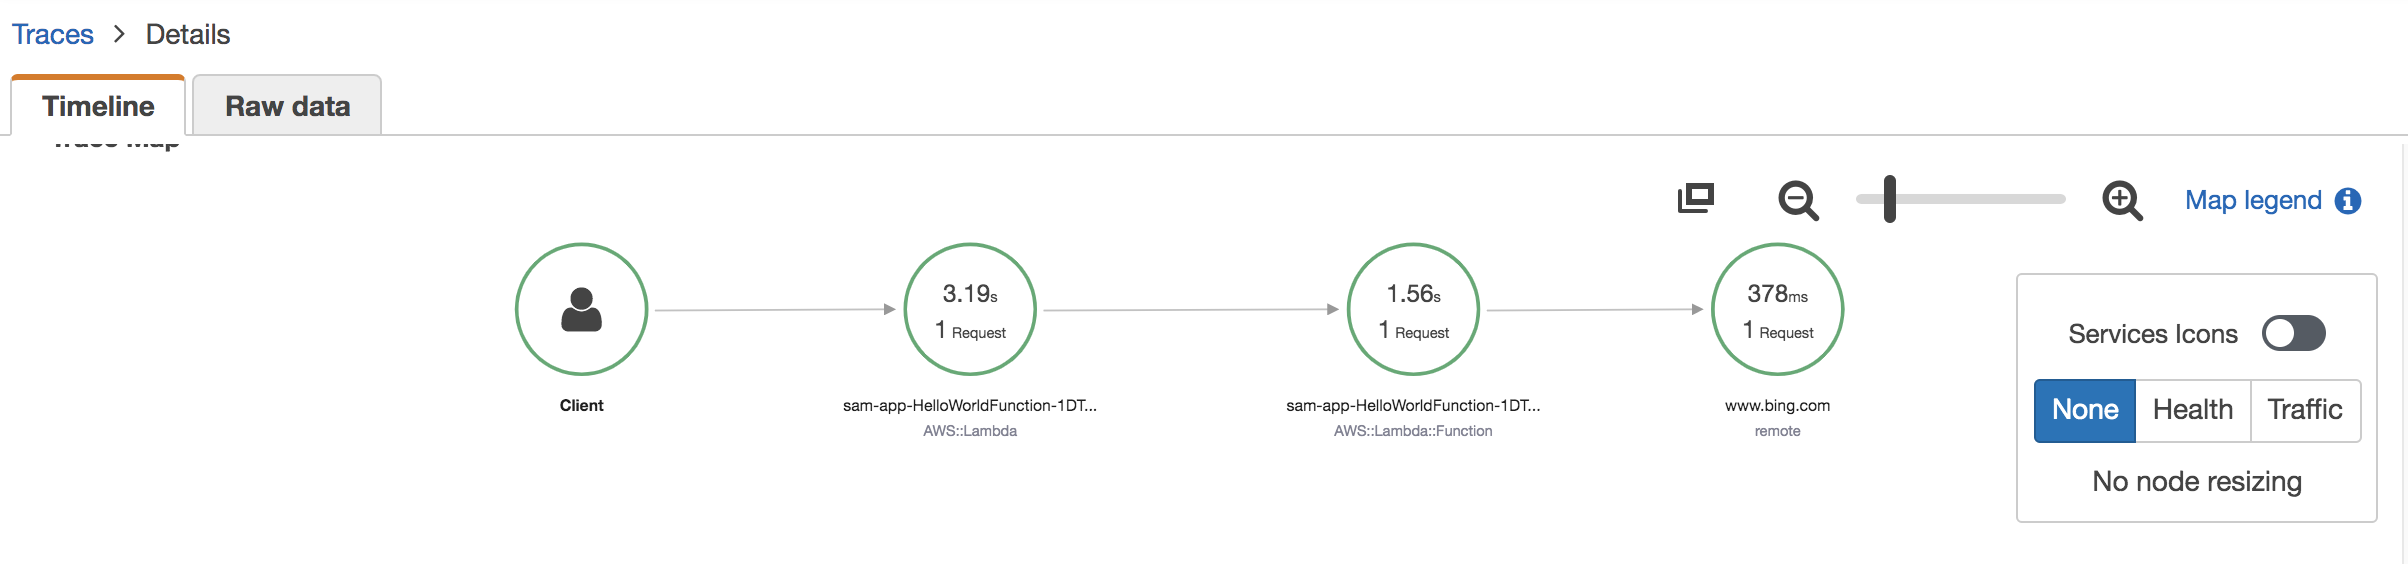 Traces > Details
Timeline
Raw data
Trace Map
Map legend
3.19s
1 Request
1.56s
1 Request
378ms
1 Request
Services Icons
Client
sam-app-HelloWorldFunction-1DT...
AWS::Lambda
sam-app-HelloWorldFunction-1DT...
AWS::Lambda::Function
www.bing.com
remote
None
Health
Traffic
No node resizing